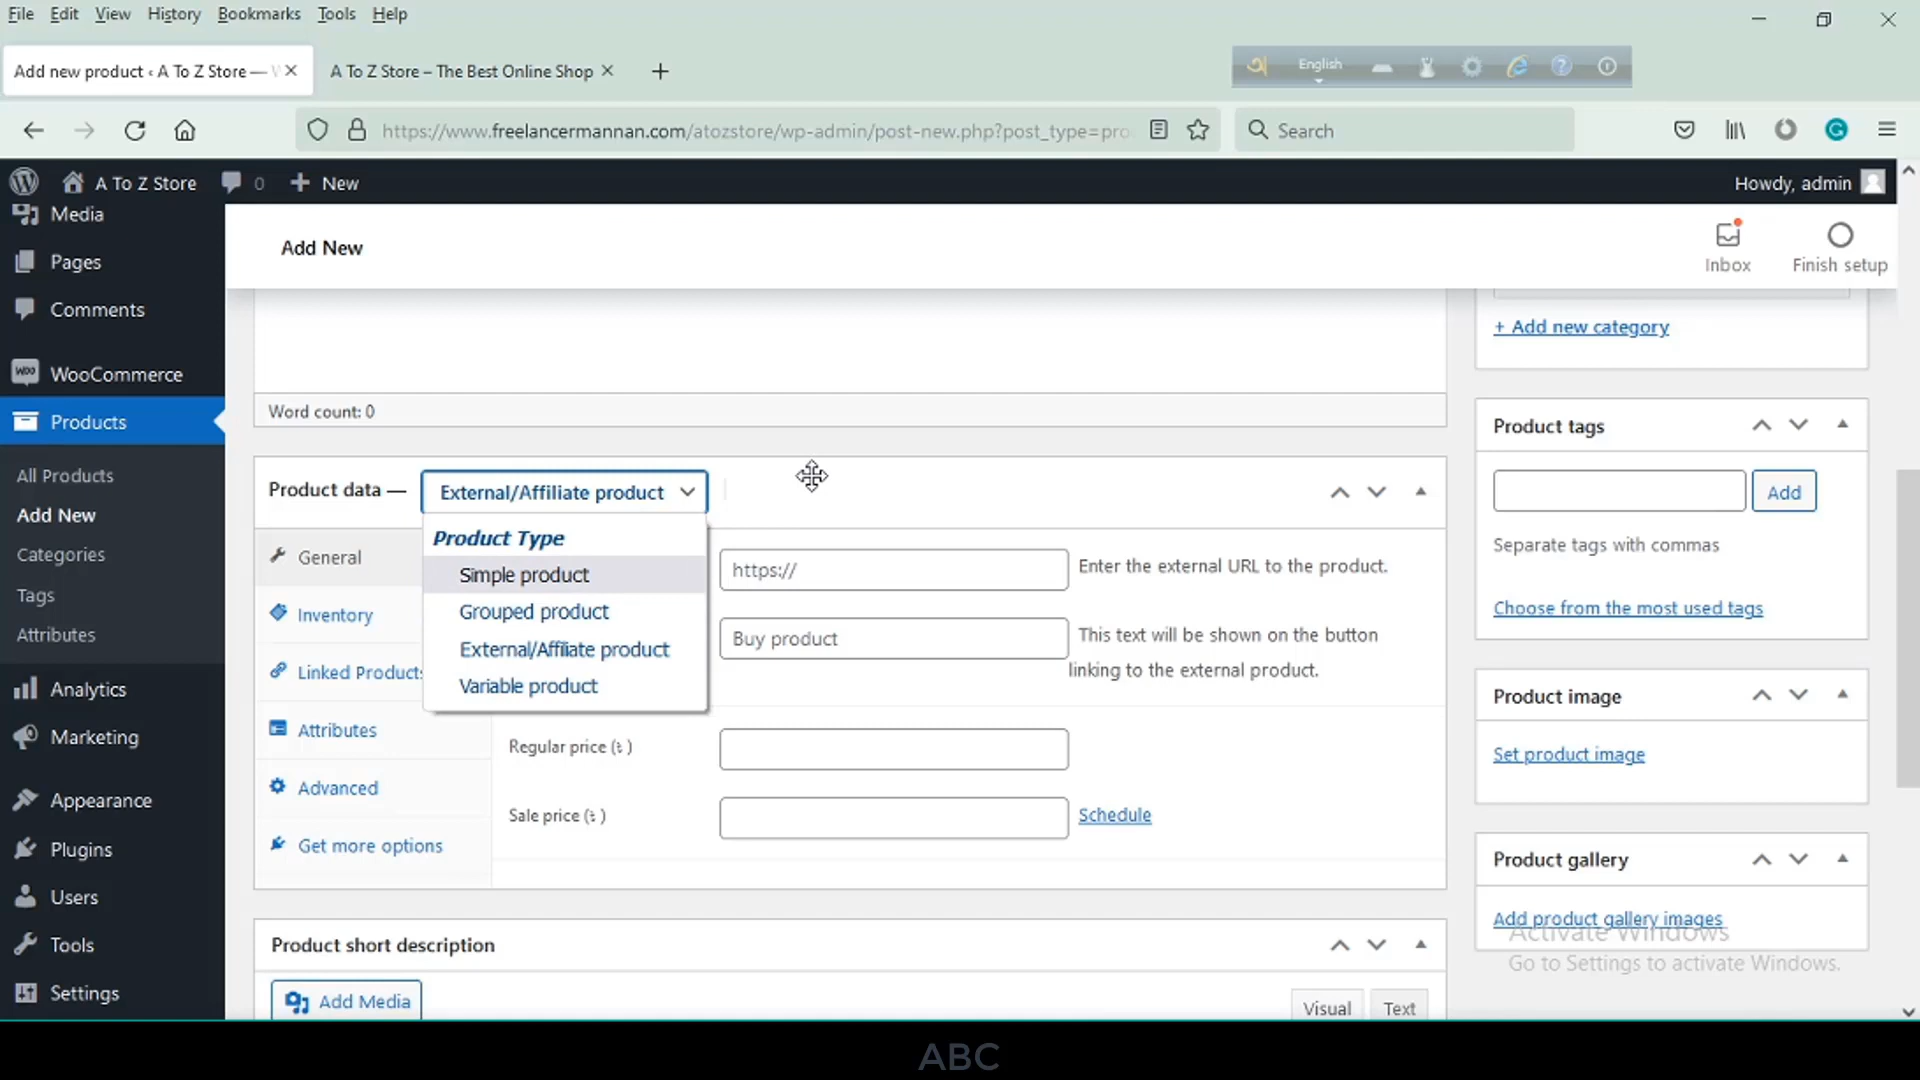 File Edit View History Bookmarks Tools Help
Add new product ‹ A To Z Store —
A To Z Store – The Best Online Shop
English
https://www.freelancermannan.com/atozstore/wp-admin/post-new.php?post_type=pro
Search
A To Z Store 0 New
Howdy, admin
Media
Pages
Comments
WooCommerce
Products
All Products
Add New
Categories
Tags
Attributes
Analytics
Marketing
Appearance
Plugins
Users
Tools
Settings
Add New
Inbox
Finish setup
Word count: 0
Product data —
External/Affiliate product
Product Type
Simple product
Grouped product
External/Affiliate product
Variable product
General
Inventory
Linked Products
Attributes
Advanced
Get more options
https://
Enter the external URL to the product.
Buy product
This text will be shown on the button
linking to the external product.
Regular price (৳ )
Sale price (৳ )
Schedule
Product short description
Add Media
Visual Text
+ Add new category
Product tags
Add
Separate tags with commas
Choose from the most used tags
Product image
Set product image
Product gallery
Add product gallery images
Activate Windows
Go to Settings to activate Windows.
ABC